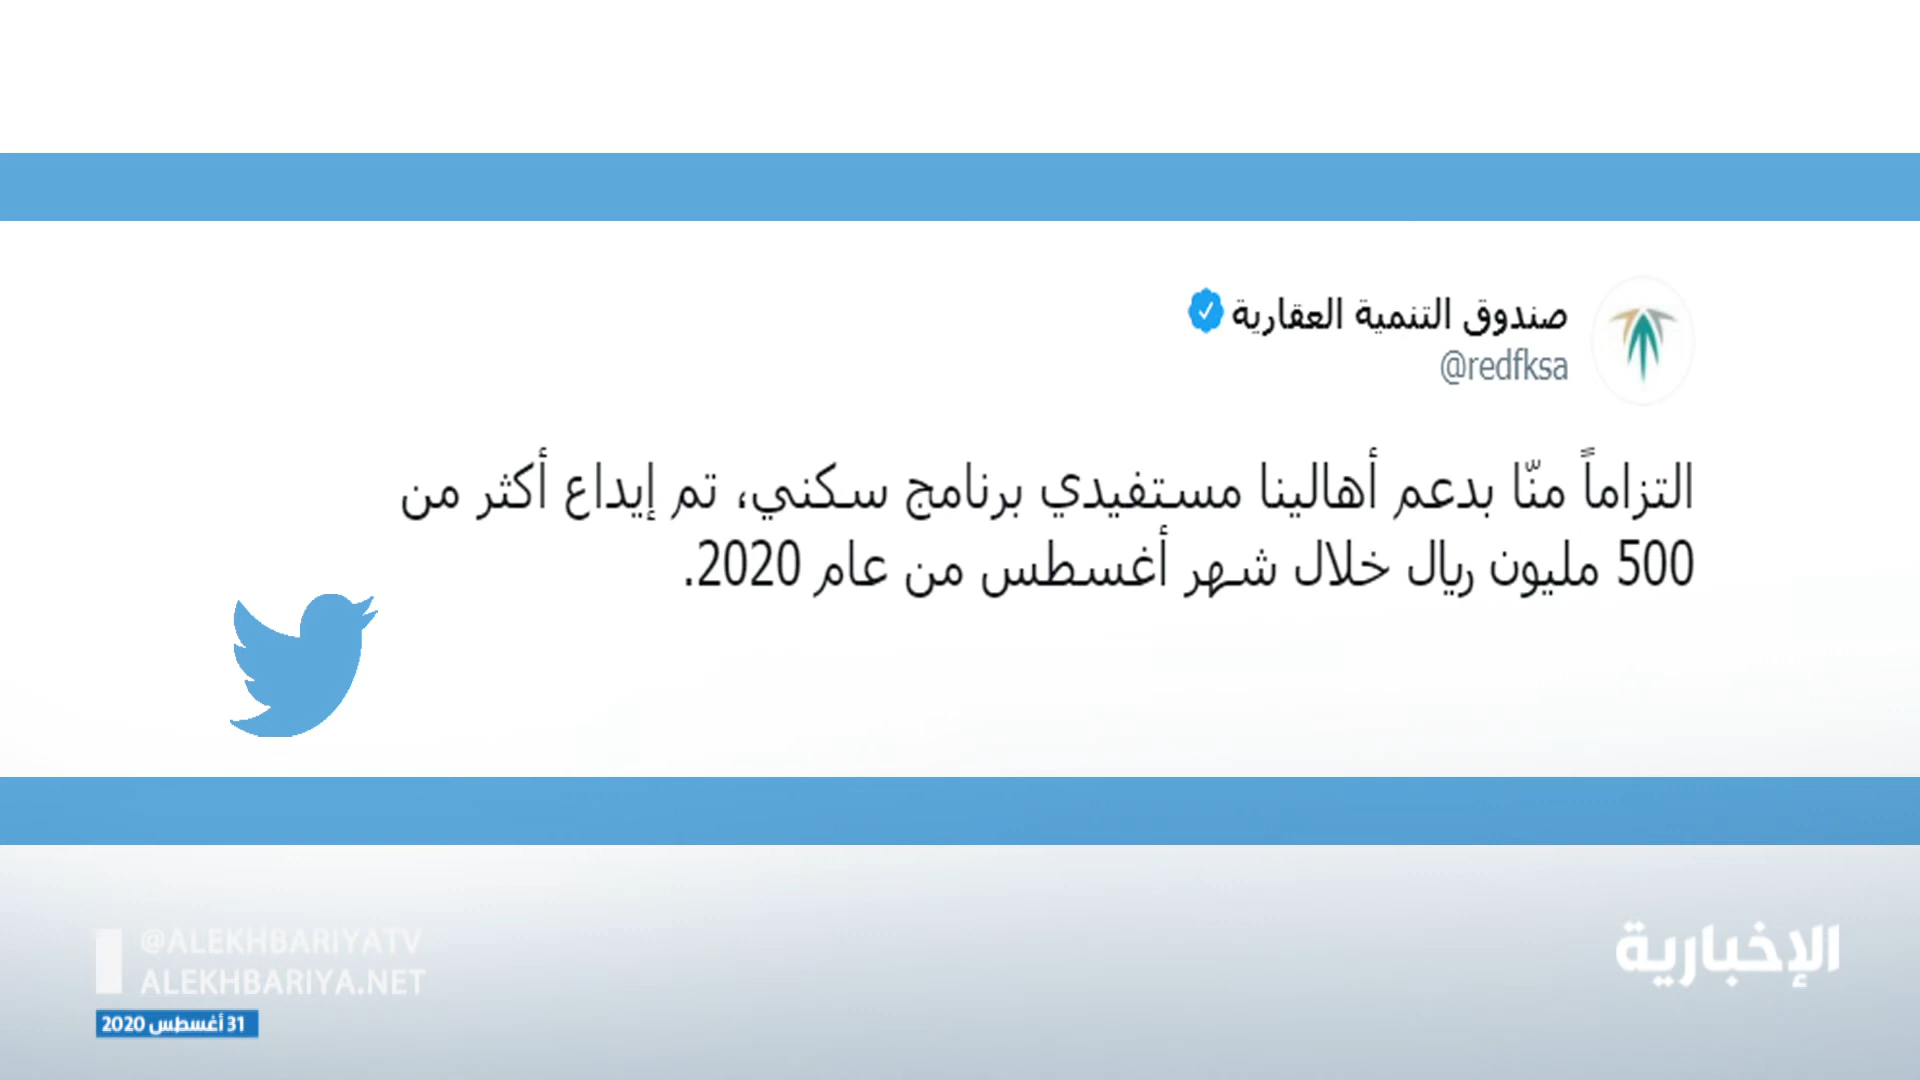 صندوق التنمية العقارية
@redfksa
التزاماً منّا بدعم أهالينا مستفيدي برنامج سكني، تم إيداع أكثر من
500 مليون ريال خلال شهر أغسطس من عام 2020.
@ALEKHBARIYATV
ALEKHBARIYA.NET
31 أغسطس 2020
الإخبارية